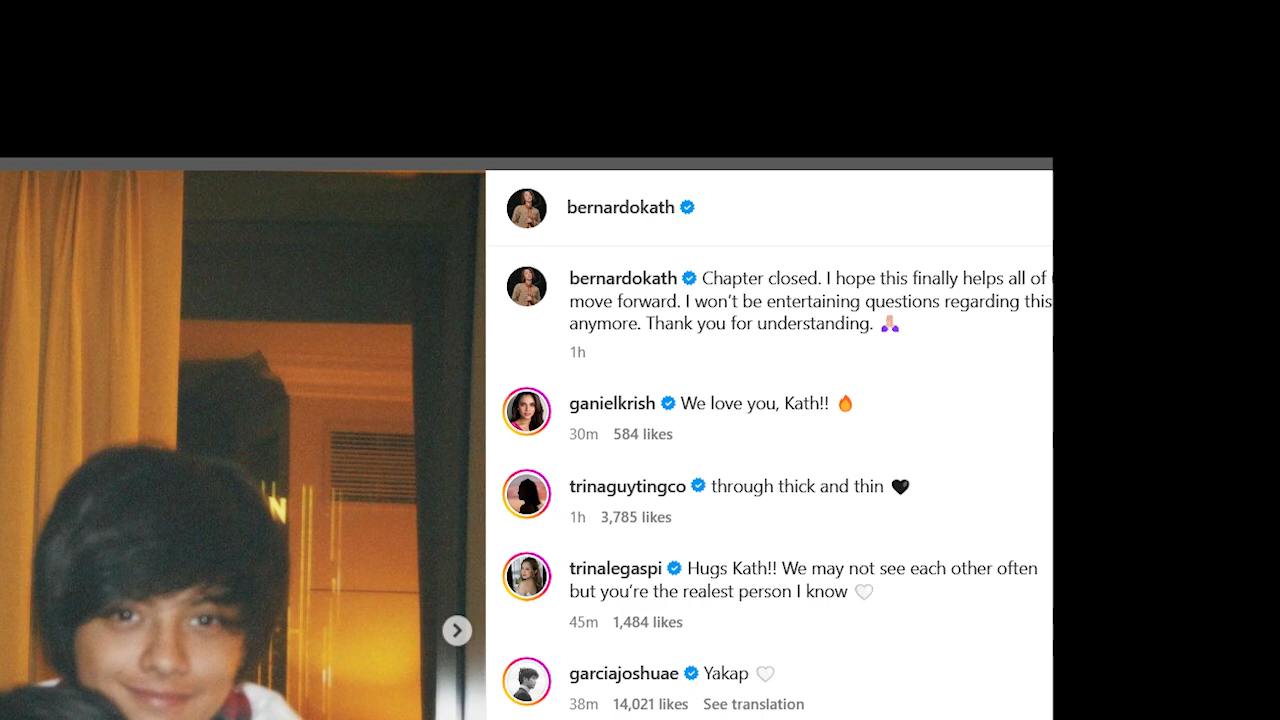 bernardokath
bernardokath Chapter closed. I hope this finally helps all of
move forward. I won't be entertaining questions regarding this
anymore. Thank you for understanding.
1h
ganielkrish We love you, Kath!! 🔥
30m 584 likes
trinaguytingco through thick and thin 🖤
1h 3,785 likes
trinalegaspi Hugs Kath!! We may not see each other often
but you're the realest person I know 🤍
45m 1,484 likes
garciajoshuae Yakap 🤍
38m 14,021 likes See translation